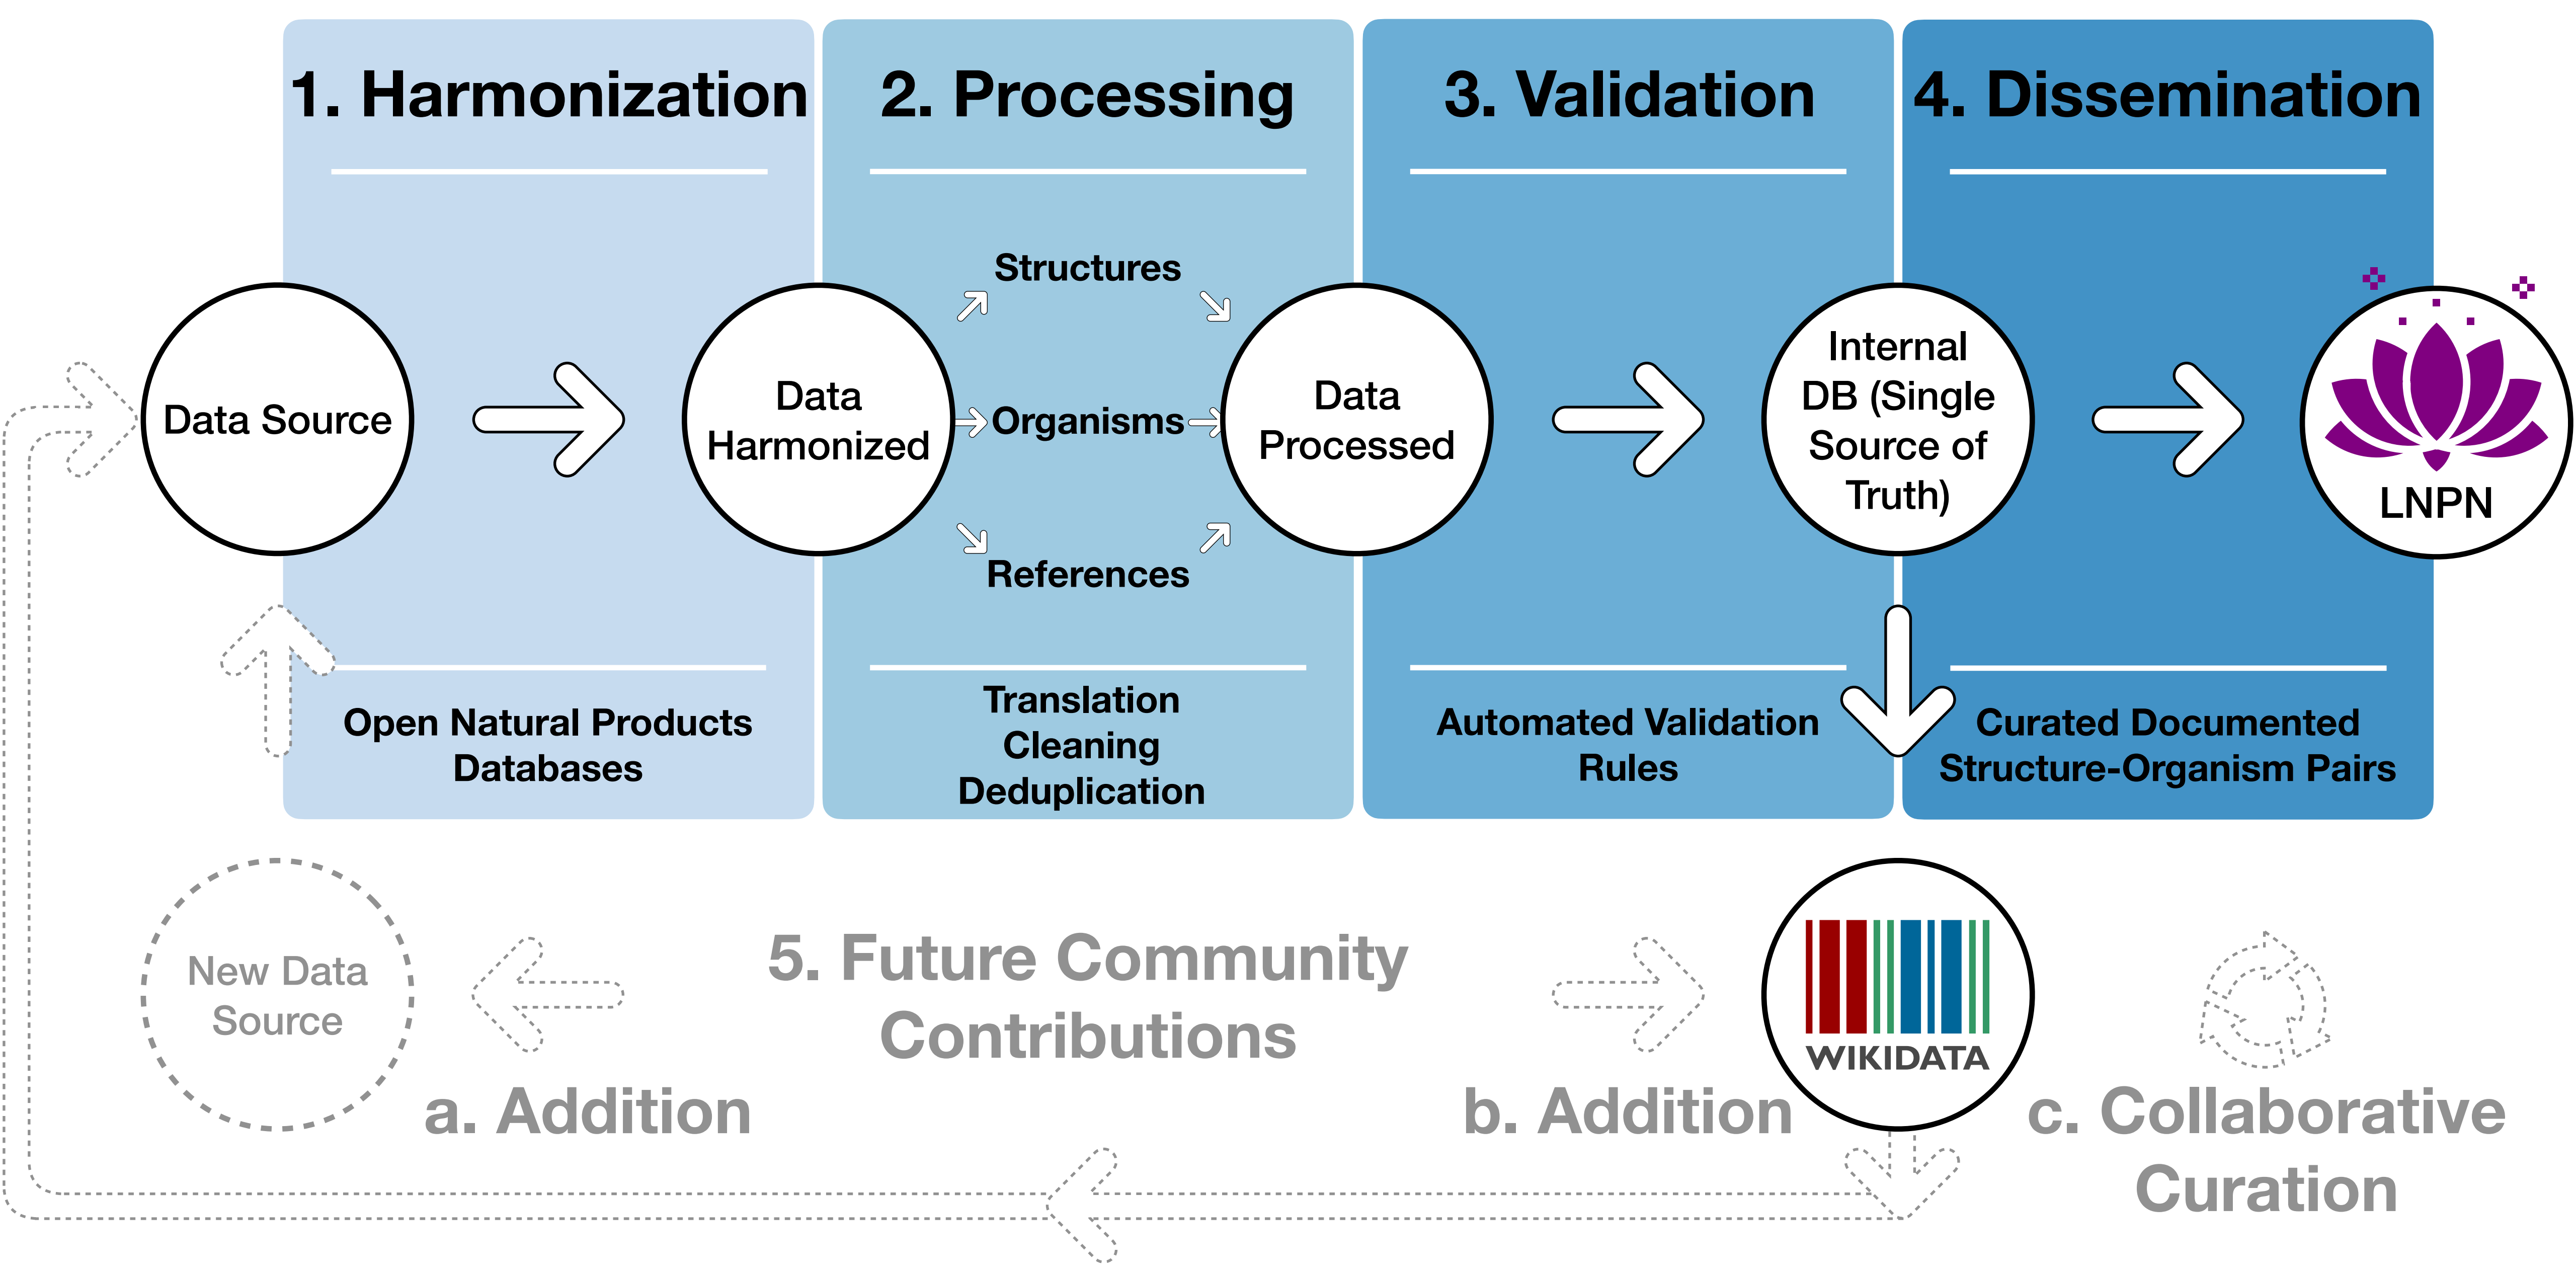 1. Harmonization
2. Processing
3. Validation
4. Dissemination
Data Source
Data
Harmonized
Structures
Organisms
References
Data
Processed
Internal
DB (Single
Source of
Truth)
LNPN
Open Natural Products
Databases
Translation
Cleaning
Deduplication
Automated Validation
Rules
Curated Documented
Structure-Organism Pairs
New Data
Source
a. Addition
5. Future Community
Contributions
b. Addition
WIKIDATA
c. Collaborative
Curation